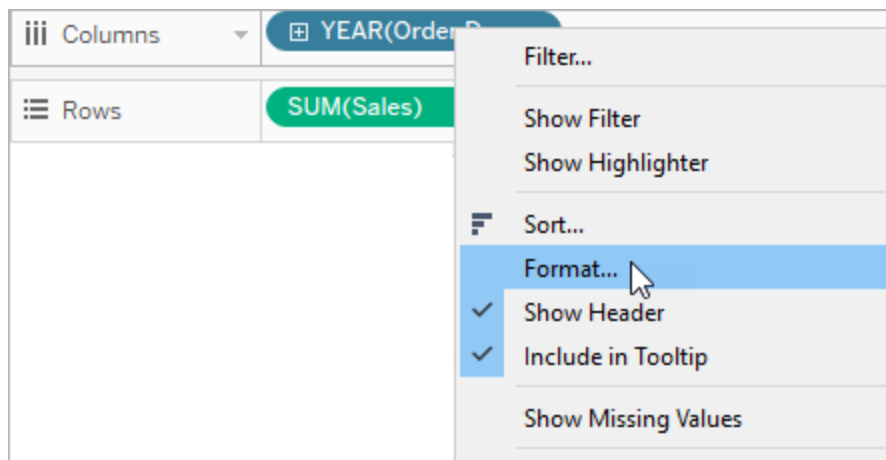 Columns
YEAR(Order
Rows
SUM(Sales)
Filter...
Show Filter
Show Highlighter
Sort...
Format...
Show Header
Include in Tooltip
Show Missing Values